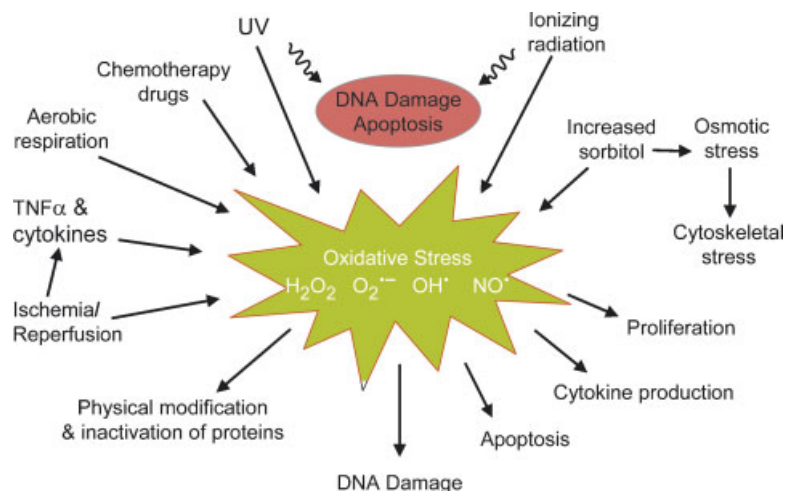 UV
Ionizing
radiation
Chemotherapy
drugs
DNA Damage
Apoptosis
Aerobic
respiration
Increased
sorbitol
Osmotic
stress
TNFα &
cytokines
Cytoskeletal
stress
Oxidative Stress
H₂O₂ O₂•− OH• NO•
Ischemia/
Reperfusion
Proliferation
Cytokine production
Physical modification
& inactivation of proteins
Apoptosis
DNA Damage